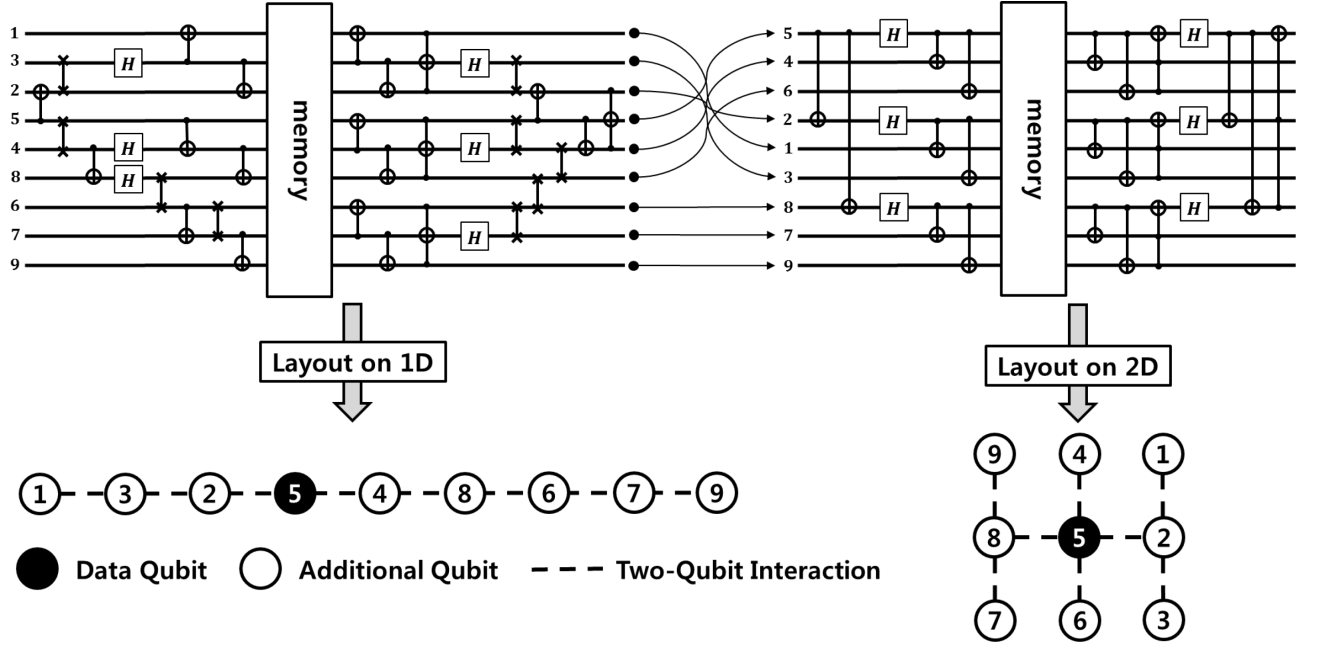 1
3
2
5
4
8
6
7
9
H
H
H
memory
H
H
H
5
4
6
2
1
3
8
7
9
H
H
H
memory
H
H
H
Layout on 1D
Layout on 2D
1 3 2 5 4 8 6 7 9
9 4 1
8 5 2
7 6 3
Data Qubit Additional Qubit Two-Qubit Interaction